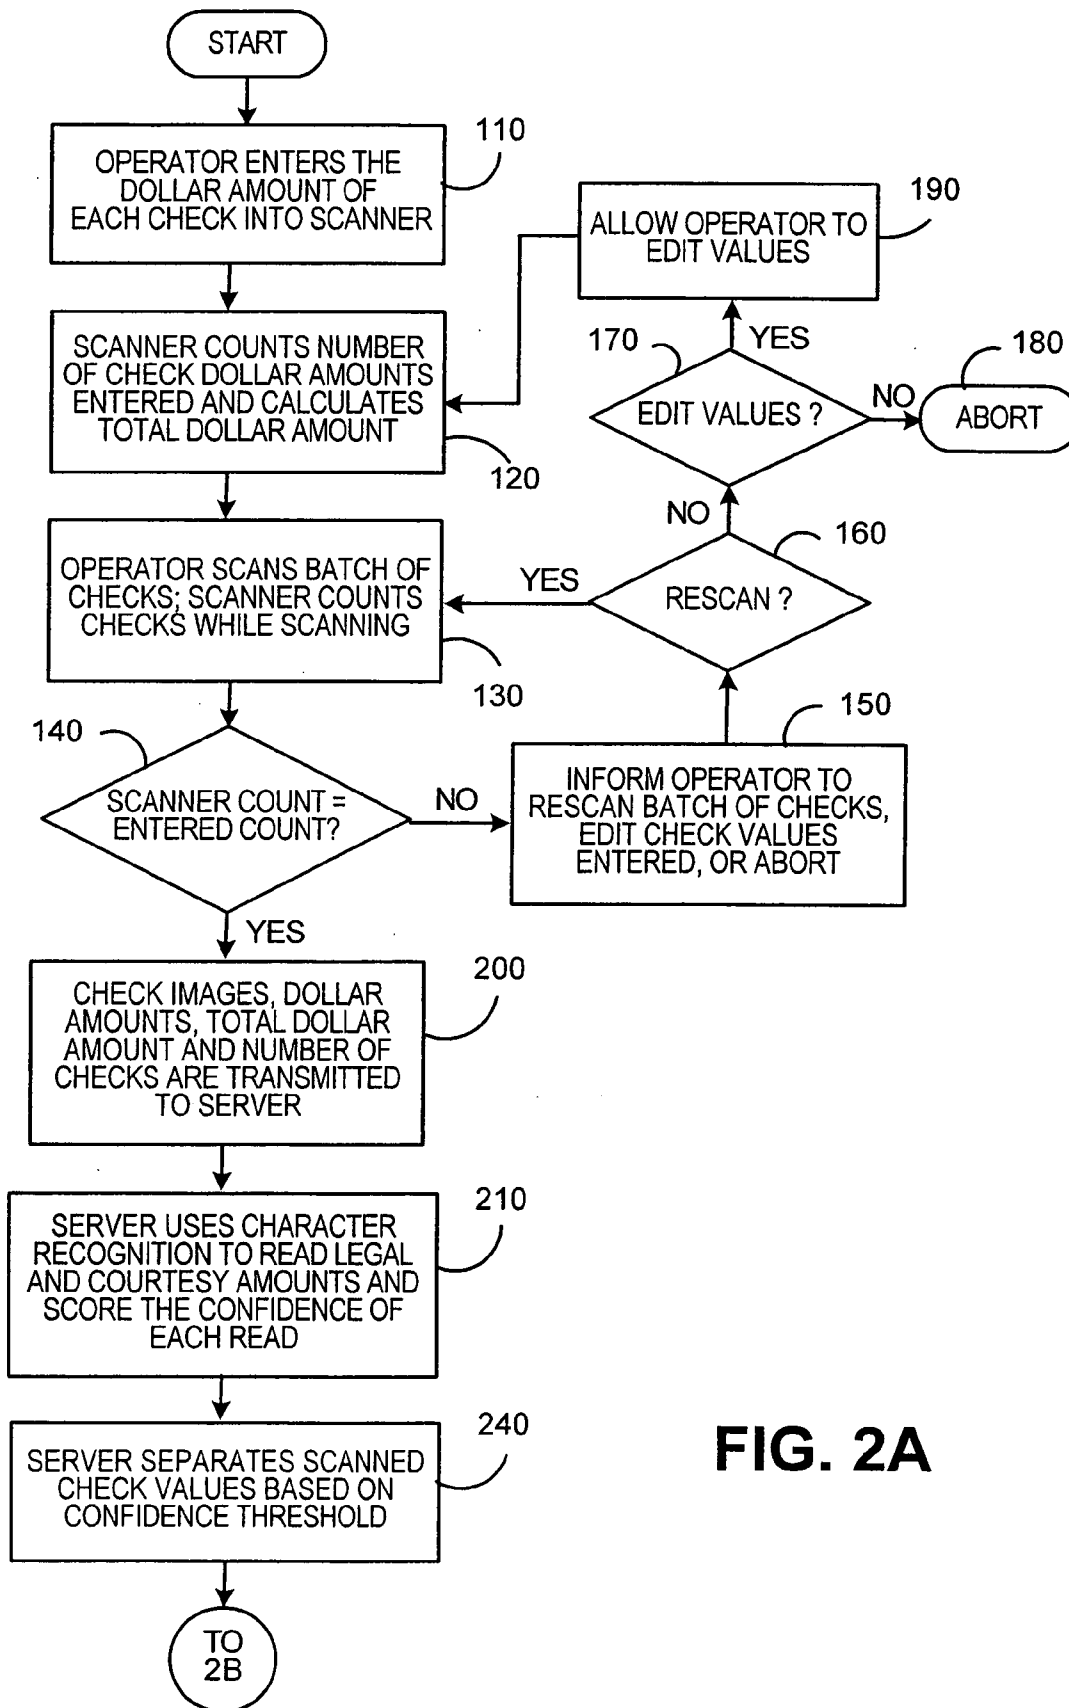 START
110
OPERATOR ENTERS THE
DOLLAR AMOUNT OF
EACH CHECK INTO SCANNER
190
ALLOW OPERATOR TO
EDIT VALUES
SCANNER COUNTS NUMBER
OF CHECK DOLLAR AMOUNTS
ENTERED AND CALCULATES
TOTAL DOLLAR AMOUNT
120
170
YES
EDIT VALUES ?
NO
180
ABORT
NO
160
RESCAN ?
YES
OPERATOR SCANS BATCH OF
CHECKS; SCANNER COUNTS
CHECKS WHILE SCANNING
130
140
SCANNER COUNT =
ENTERED COUNT?
NO
150
INFORM OPERATOR TO
RESCAN BATCH OF CHECKS,
EDIT CHECK VALUES
ENTERED, OR ABORT
YES
200
CHECK IMAGES, DOLLAR
AMOUNTS, TOTAL DOLLAR
AMOUNT AND NUMBER OF
CHECKS ARE TRANSMITTED
TO SERVER
210
SERVER USES CHARACTER
RECOGNITION TO READ LEGAL
AND COURTESY AMOUNTS AND
SCORE THE CONFIDENCE OF
EACH READ
240
SERVER SEPARATES SCANNED
CHECK VALUES BASED ON
CONFIDENCE THRESHOLD
FIG. 2A
TO
2B